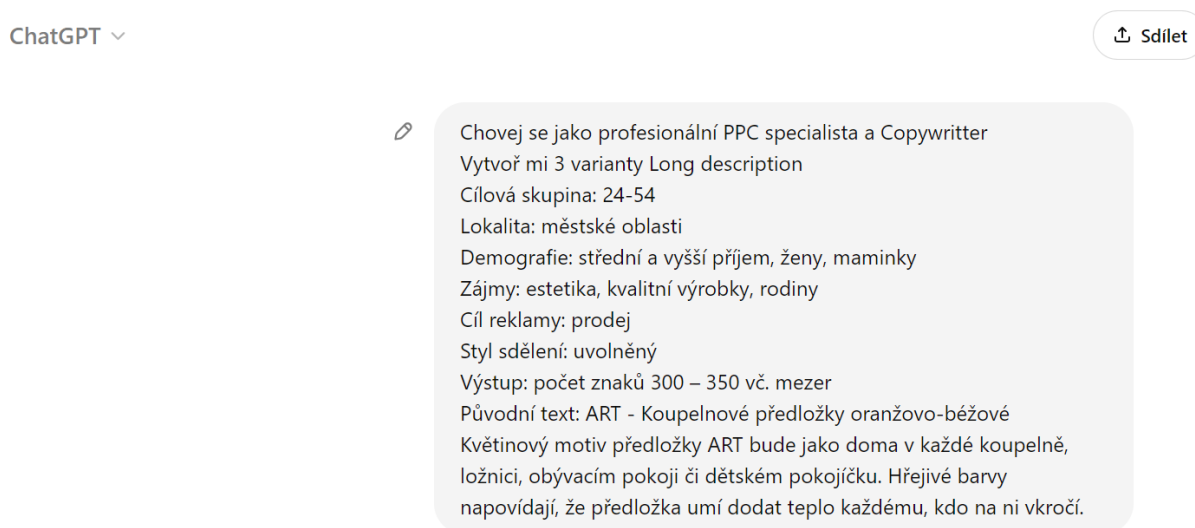 ChatGPT
Sdílet
Chovej se jako profesionální PPC specialista a Copywritter
Vytvoř mi 3 varianty Long description
Cílová skupina: 24-54
Lokalita: městské oblasti
Demografie: střední a vyšší příjem, ženy, maminky
Zájmy: estetika, kvalitní výrobky, rodiny
Cíl reklamy: prodej
Styl sdělení: uvolněný
Výstup: počet znaků 300 – 350 vč. mezer
Původní text: ART - Koupelnové předložky oranžovo-béžové
Květinový motiv předložky ART bude jako doma v každé koupelně,
ložnici, obývacím pokoji či dětském pokojíčku. Hřejivé barvy
napovídají, že předložka umí dodat teplo každému, kdo na ni vkročí.